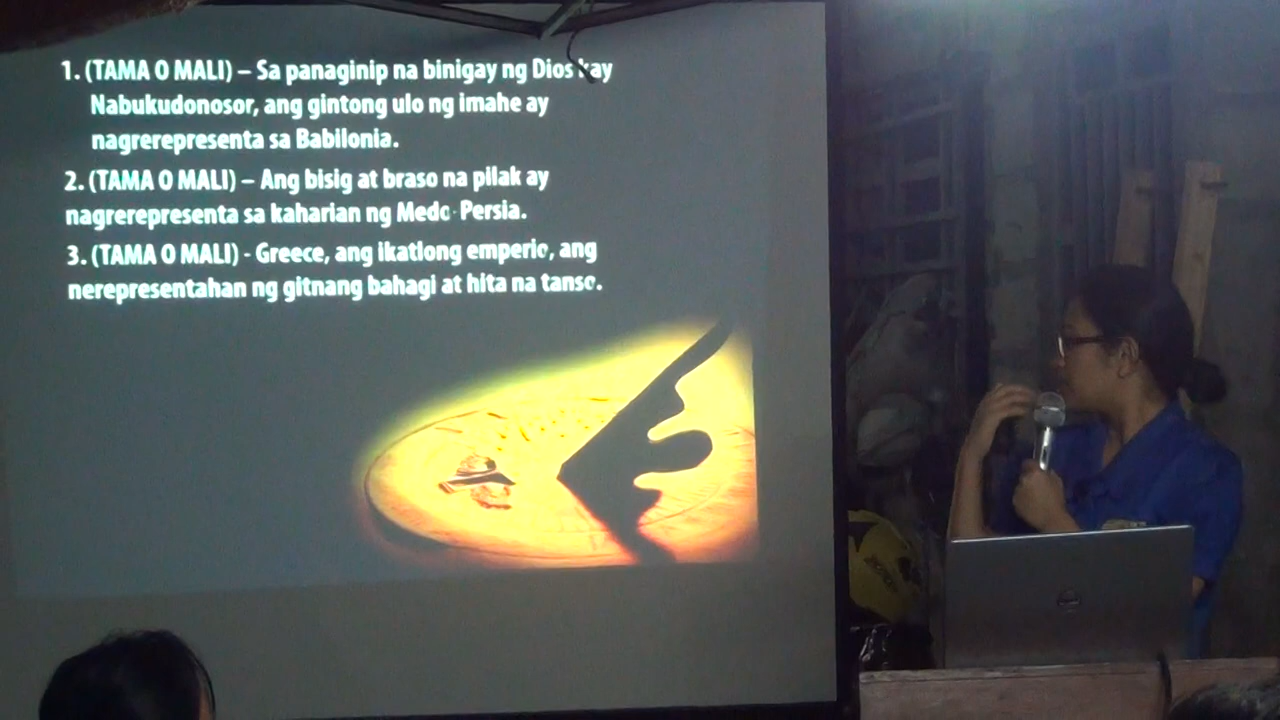 1. (TAMA O MALI) – Sa panaginip na binigay ng Dios kay
Nabukudonosor, ang gintong ulo ng imahe ay
nagrerepresenta sa Babilonia.
2. (TAMA O MALI) – Ang bisig at braso na pilak ay
nagrerepresenta sa kaharian ng Medo-Persia.
3. (TAMA O MALI) - Greece, ang ikatlong emperio, ang
nerepresentahan ng gitnang bahagi at hita na tanso.